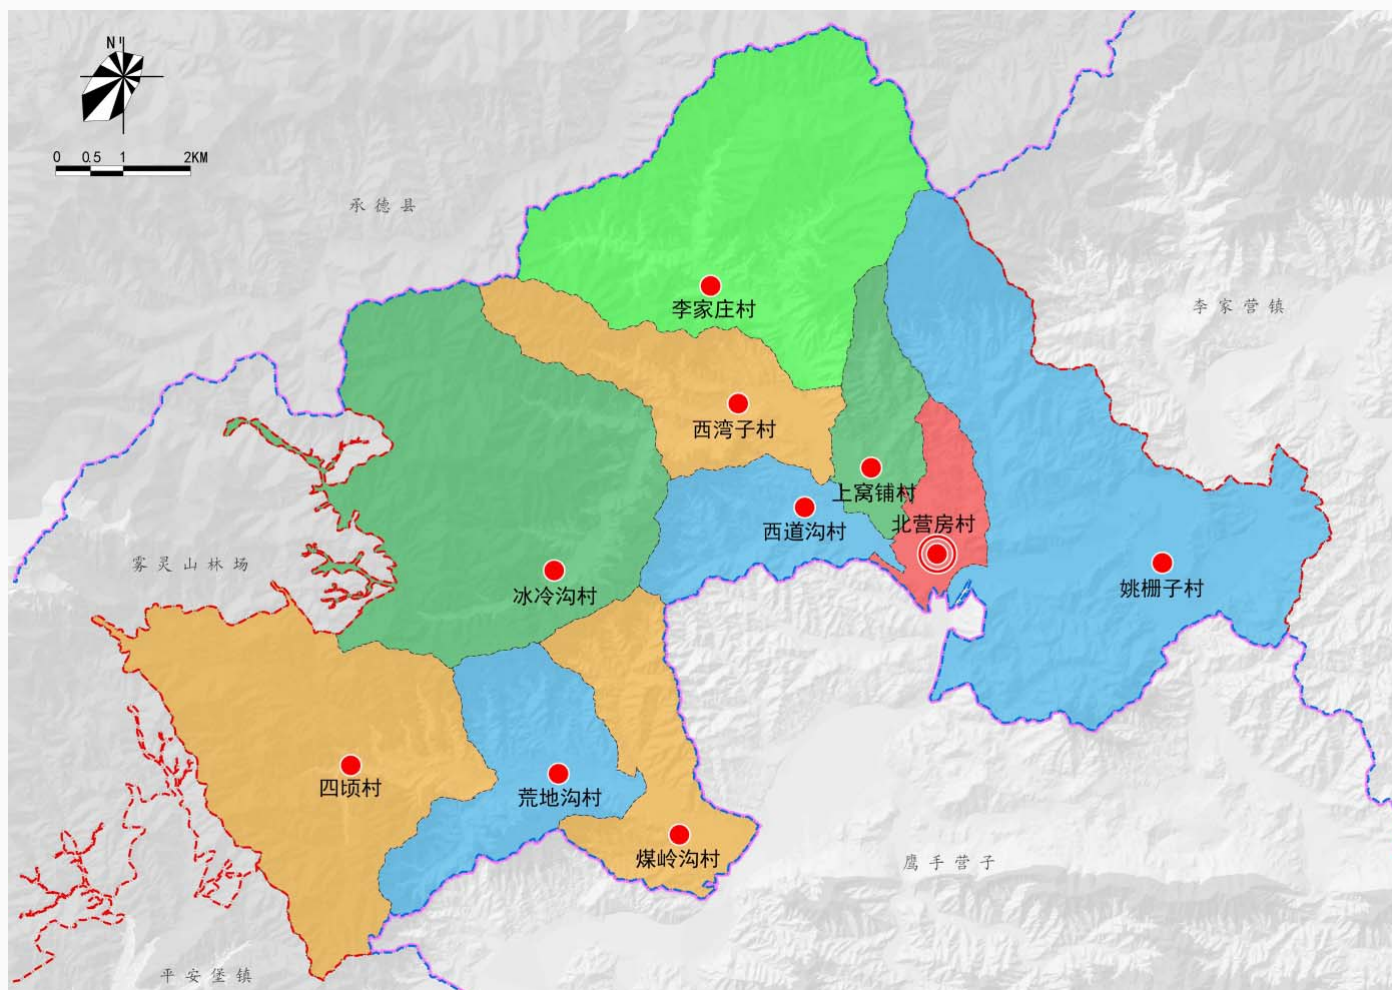 N
0 0.5 1 2KM
承德县
李家庄村
李家营镇
西湾子村
上窝铺村
西道沟村
北营房村
雾灵山林场
冰冷沟村
姚栅子村
四顷村
荒地沟村
煤岭沟村
鹰手营子
平安堡镇